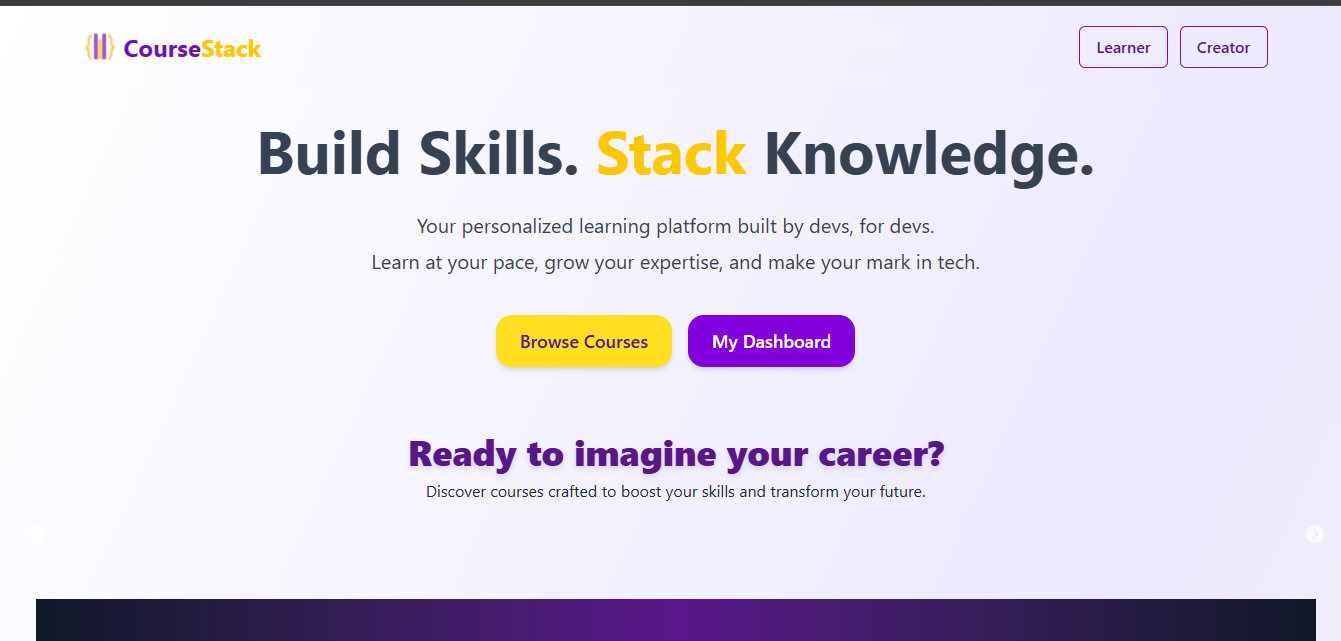 CourseStack
Learner
Creator
Build Skills. Stack Knowledge.
Your personalized learning platform built by devs, for devs.
Learn at your pace, grow your expertise, and make your mark in tech.
Browse Courses
My Dashboard
Ready to imagine your career?
Discover courses crafted to boost your skills and transform your future.